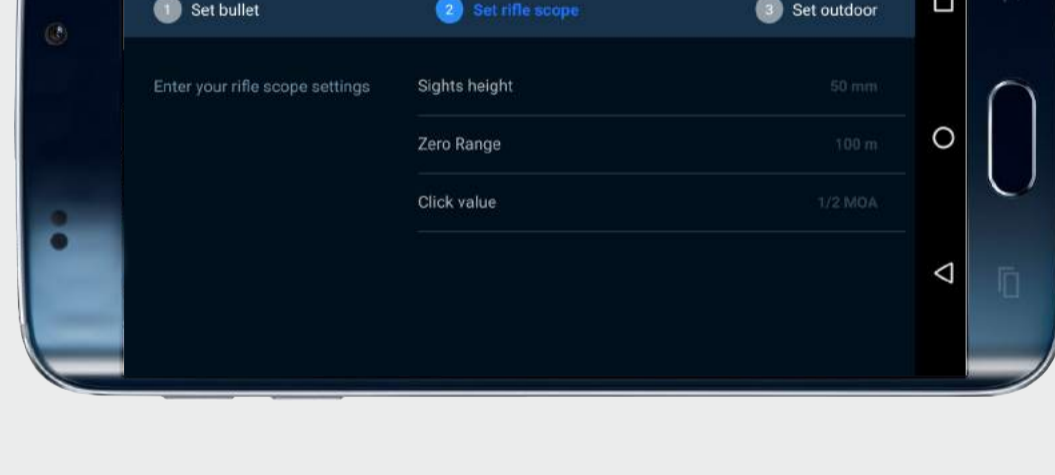 1 Set bullet
2 Set rifle scope
3 Set outdoor
Enter your rifle scope settings
Sights height
50 mm
Zero Range
100 m
Click value
1/2 MOA